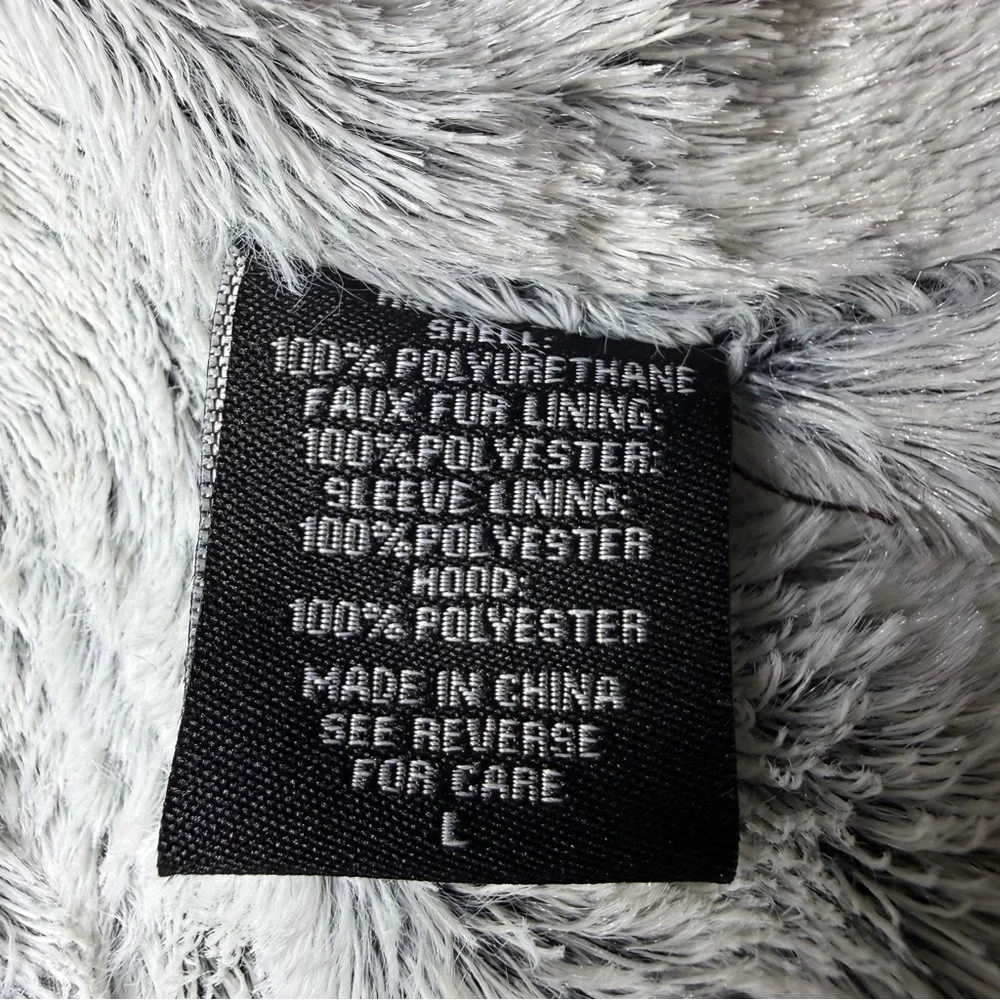 SHELL:
100% POLYURETHANE
FAUX FUR LINING:
100%POLYESTER:
SLEEVE LINING:
100%POLYESTER
HOOD:
100%POLYESTER
MADE IN CHINA
SEE REVERSE
FOR CARE
L